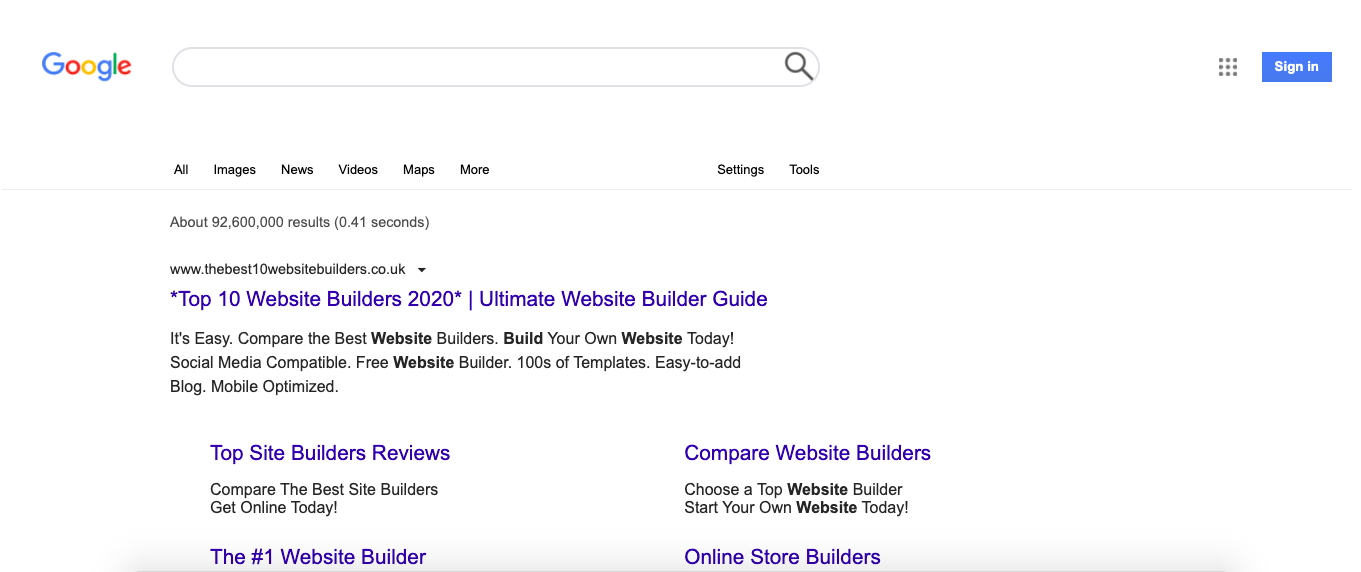 Google
Sign in
All Images News Videos Maps More Settings Tools
About 92,600,000 results (0.41 seconds)
www.thebest10websitebuilders.co.uk
*Top 10 Website Builders 2020* | Ultimate Website Builder Guide
It's Easy. Compare the Best Website Builders. Build Your Own Website Today!
Social Media Compatible. Free Website Builder. 100s of Templates. Easy-to-add
Blog. Mobile Optimized.
Top Site Builders Reviews
Compare The Best Site Builders
Get Online Today!
Compare Website Builders
Choose a Top Website Builder
Start Your Own Website Today!
The #1 Website Builder
Online Store Builders